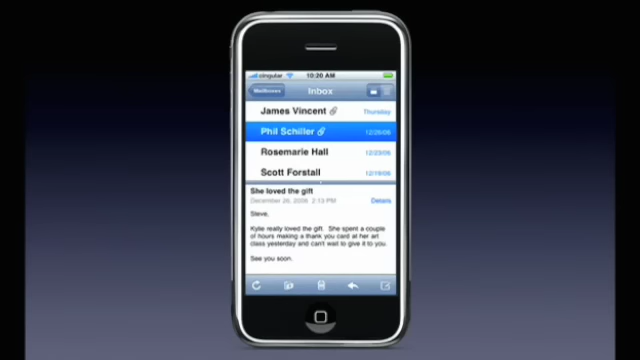 cingular 10:20 AM
Mailboxes Inbox
James Vincent Thursday
Phil Schiller 12/26/06
Rosemarie Hall 12/23/06
Scott Forstall 12/19/06
She loved the gift
December 26, 2006 2:13 PM Details
Steve,
Kylie really loved the gift. She spent a couple
of hours making a thank you card at her art
class yesterday and can't wait to give it to you.
See you soon.